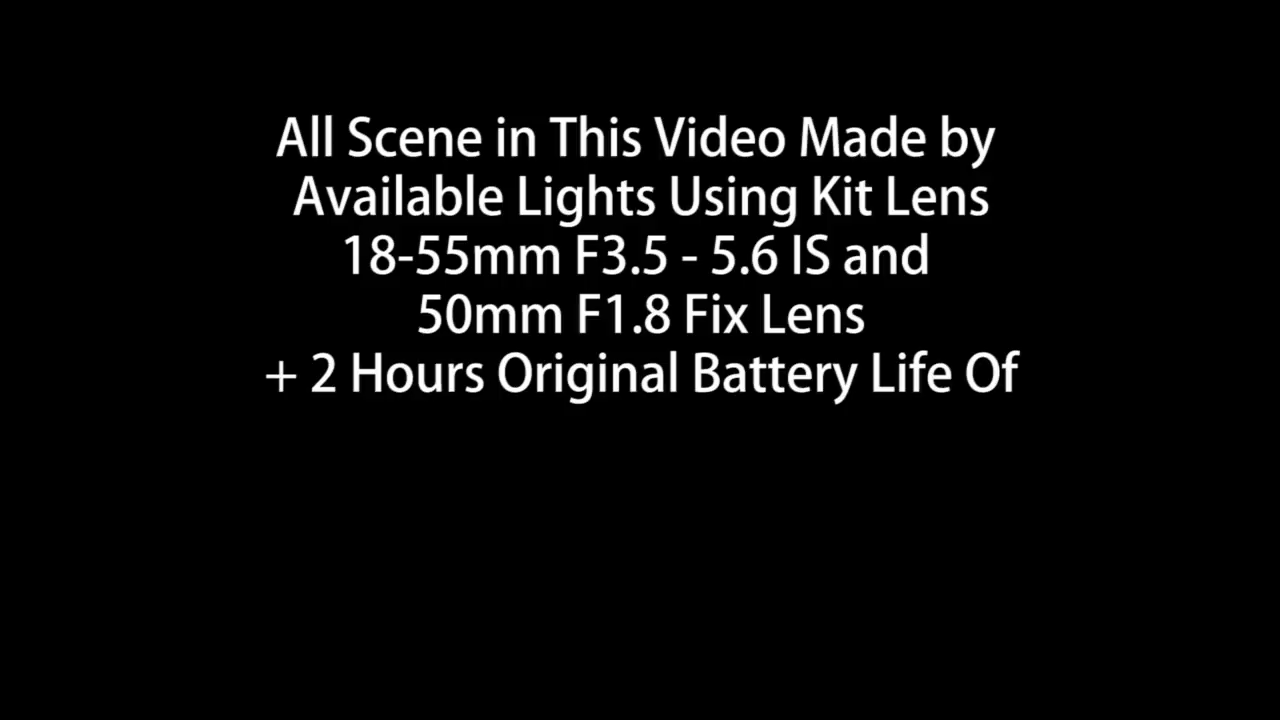 All Scene in This Video Made by
Available Lights Using Kit Lens
18-55mm F3.5 - 5.6 IS and
50mm F1.8 Fix Lens
+ 2 Hours Original Battery Life Of